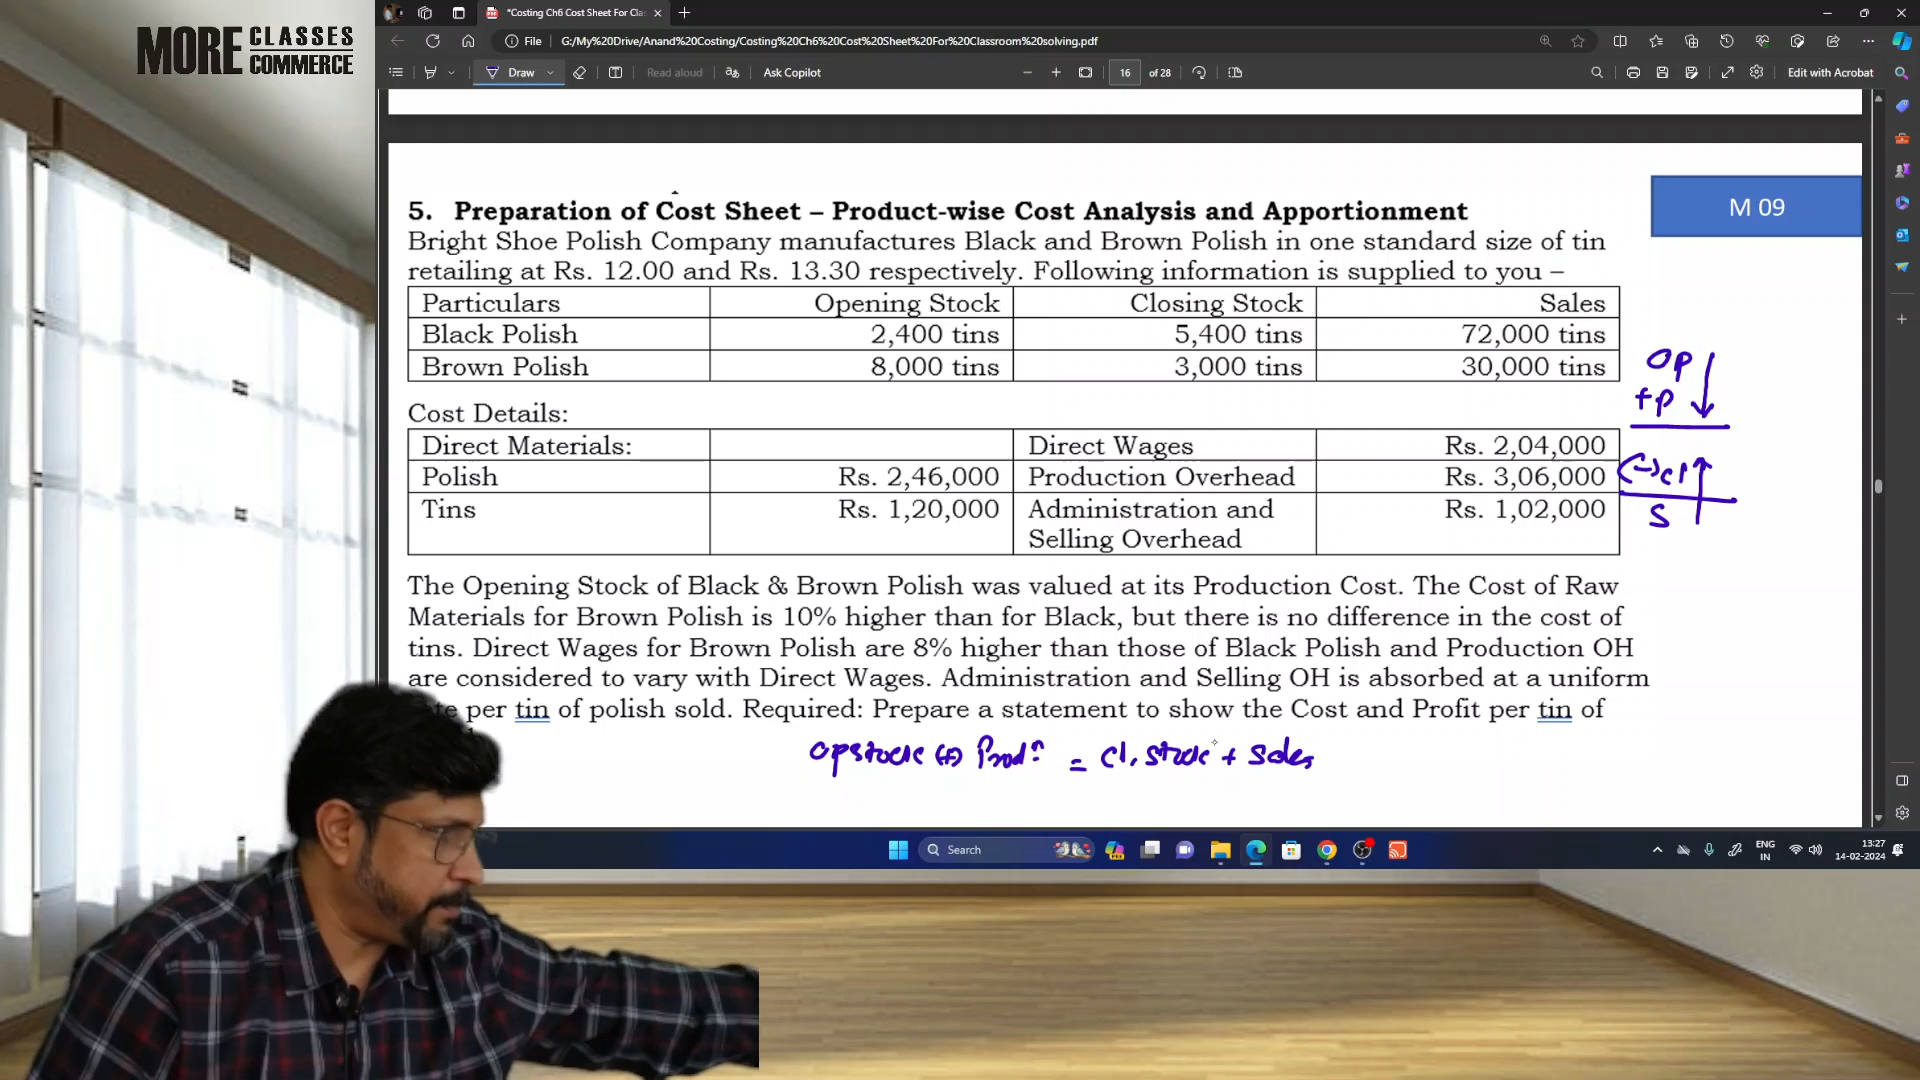 MORE CLASSES COMMERCE
*Costing Ch6 Cost Sheet For Cla
File G:/My%20Drive/Anand%20Costing/Costing%20Ch6%20Cost%20Sheet%20For%20Classroom%20solving.pdf
Draw Read aloud Ask Copilot 16 of 28 Edit with Acrobat
M 09
5. Preparation of Cost Sheet – Product-wise Cost Analysis and Apportionment
Bright Shoe Polish Company manufactures Black and Brown Polish in one standard size of tin
retailing at Rs. 12.00 and Rs. 13.30 respectively. Following information is supplied to you –
Particulars Opening Stock Closing Stock Sales
Black Polish 2,400 tins 5,400 tins 72,000 tins
Brown Polish 8,000 tins 3,000 tins 30,000 tins
Op
+P
(-) Cl
S
Cost Details:
Direct Materials: Direct Wages Rs. 2,04,000
Polish Rs. 2,46,000 Production Overhead Rs. 3,06,000
Tins Rs. 1,20,000 Administration and Rs. 1,02,000
Selling Overhead
The Opening Stock of Black & Brown Polish was valued at its Production Cost. The Cost of Raw
Materials for Brown Polish is 10% higher than for Black, but there is no difference in the cost of
tins. Direct Wages for Brown Polish are 8% higher than those of Black Polish and Production OH
are considered to vary with Direct Wages. Administration and Selling OH is absorbed at a uniform
per tin of polish sold. Required: Prepare a statement to show the Cost and Profit per tin of
Op stock (+) Prodn = Cl. stock + Sales
Search
ENG
IN
13:27
14-02-2024